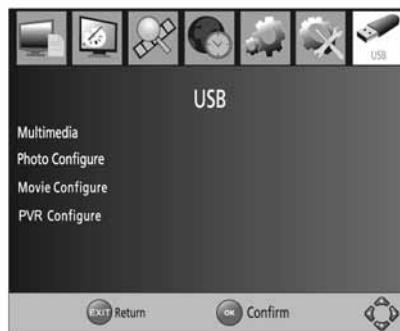 USB
USB
Multimedia
Photo Configure
Movie Configure
PVR Configure
EXIT Return OK Confirm